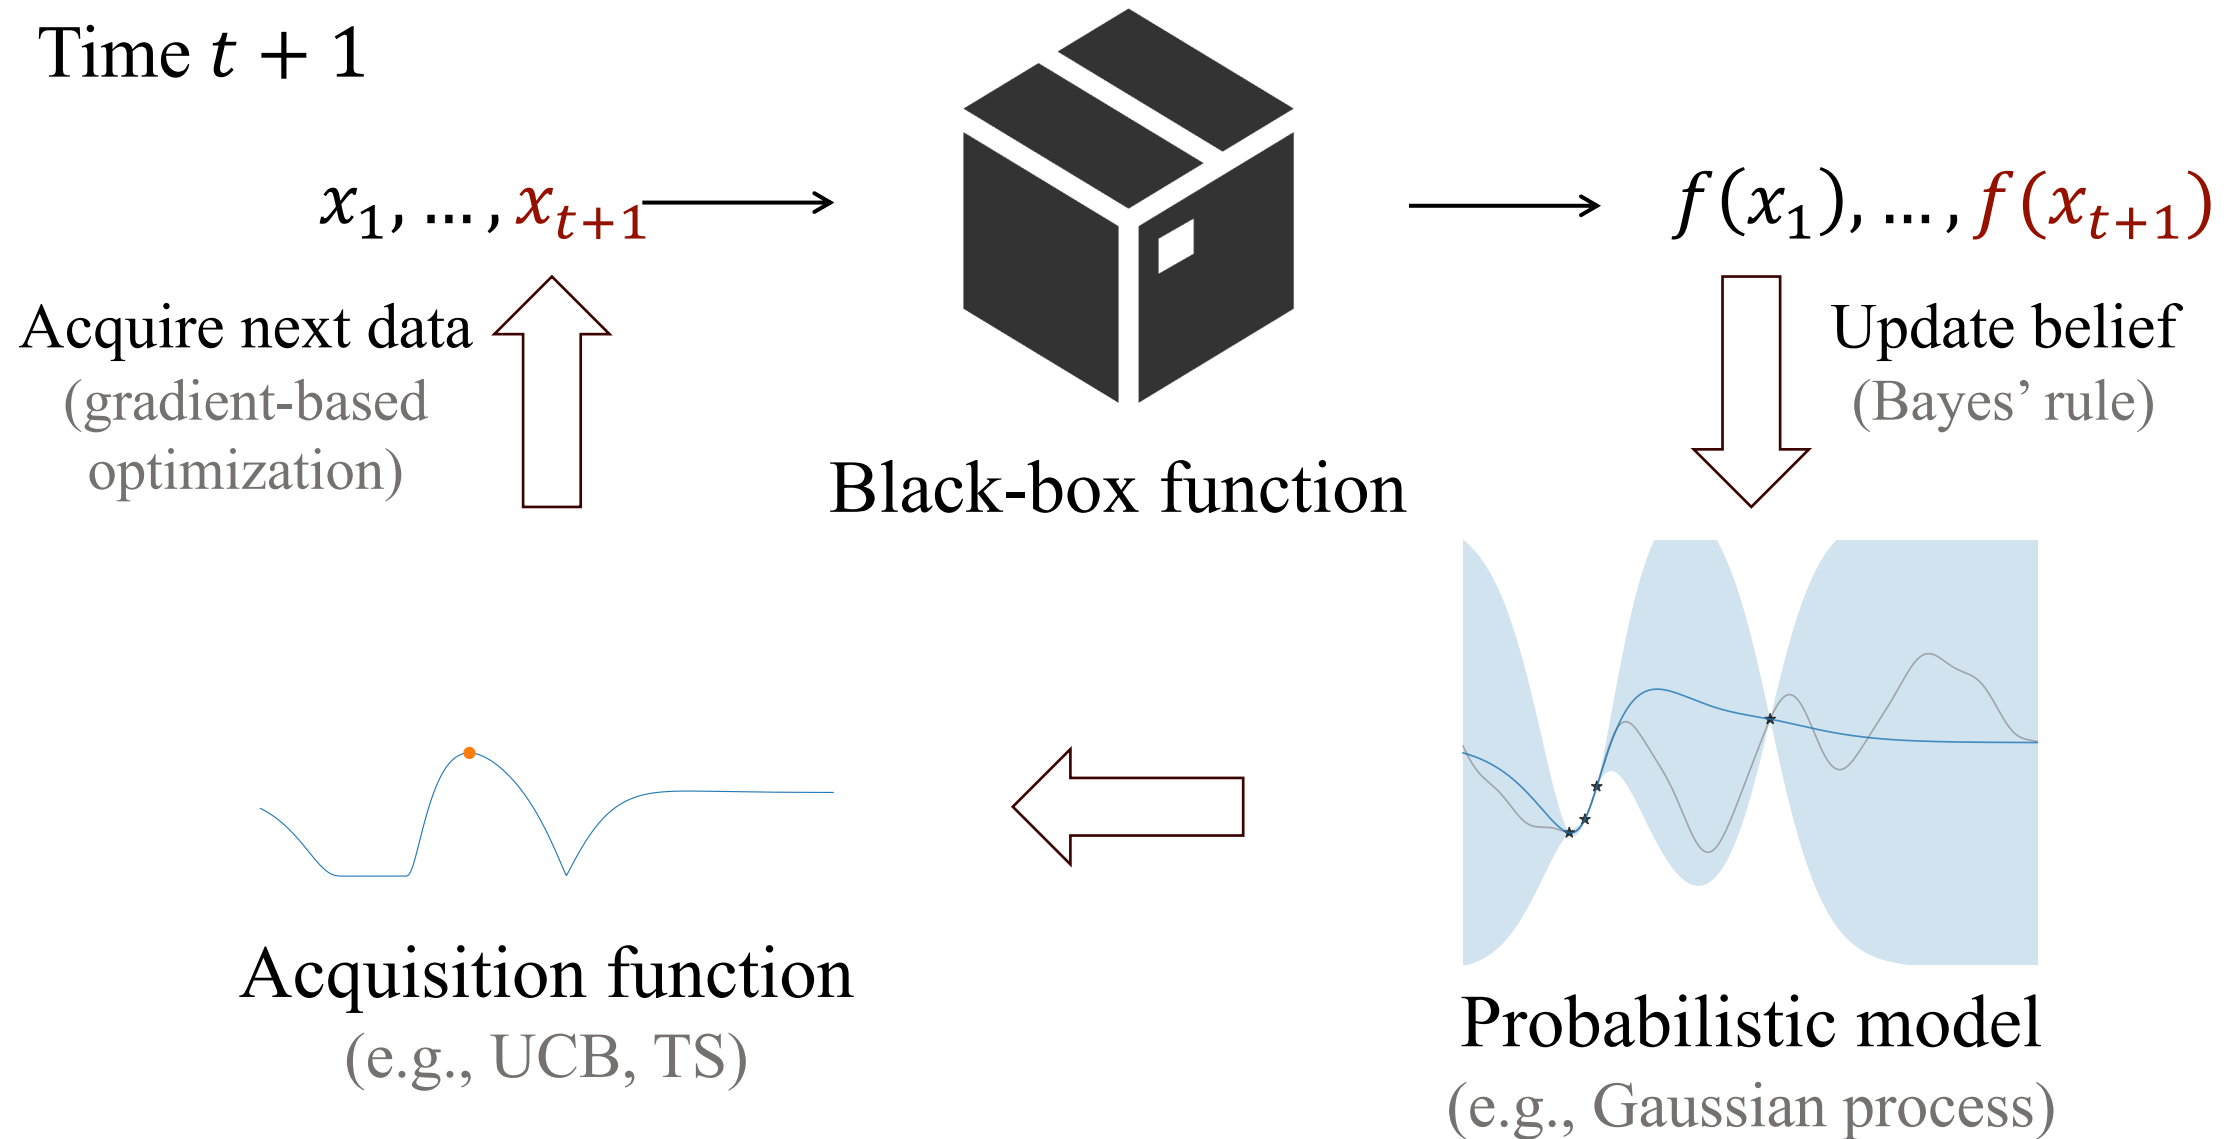 Time t + 1
x₁, …, xₜ₊₁
f(x₁), …, f(xₜ₊₁)
Acquire next data
(gradient-based
optimization)
Black-box function
Update belief
(Bayes’ rule)
Acquisition function
(e.g., UCB, TS)
Probabilistic model
(e.g., Gaussian process)